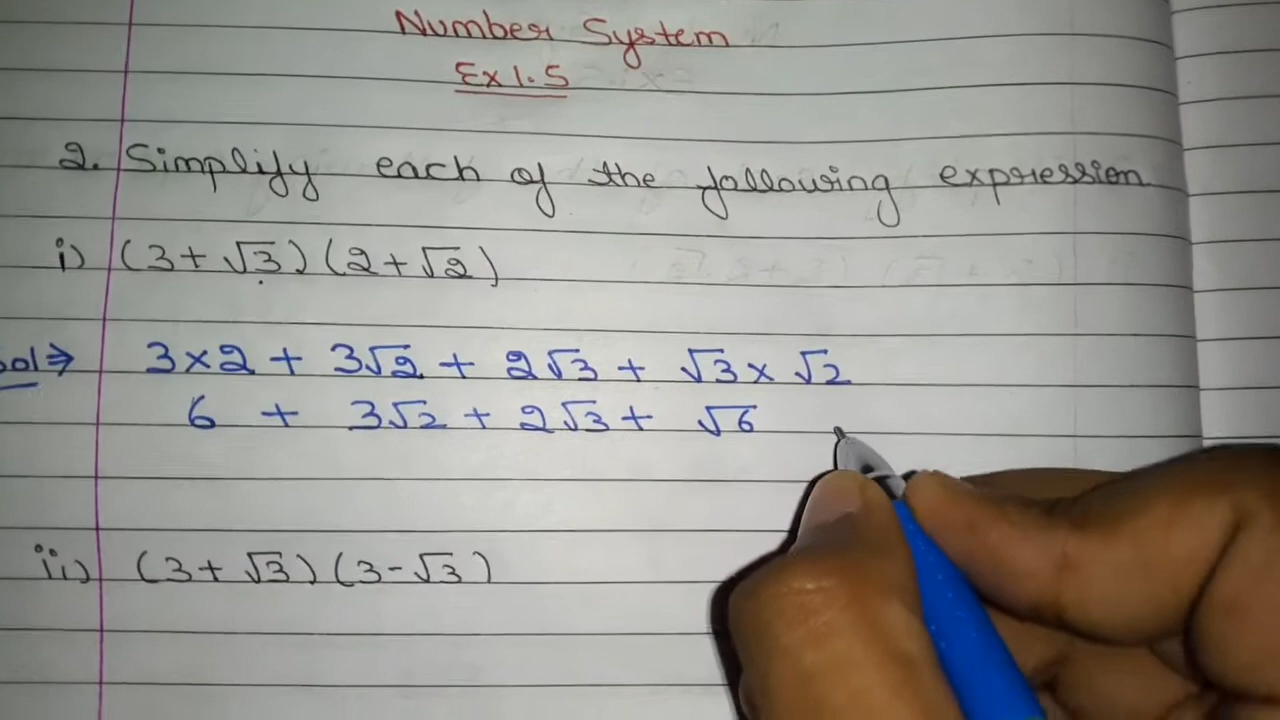 Number System
Ex 1.5
2. Simplify each of the following expression
i) (3+√3)(2+√2)
Sol⇒ 3×2 + 3√2 + 2√3 + √3×√2
6 + 3√2 + 2√3 + √6
ii) (3+√3)(3-√3)